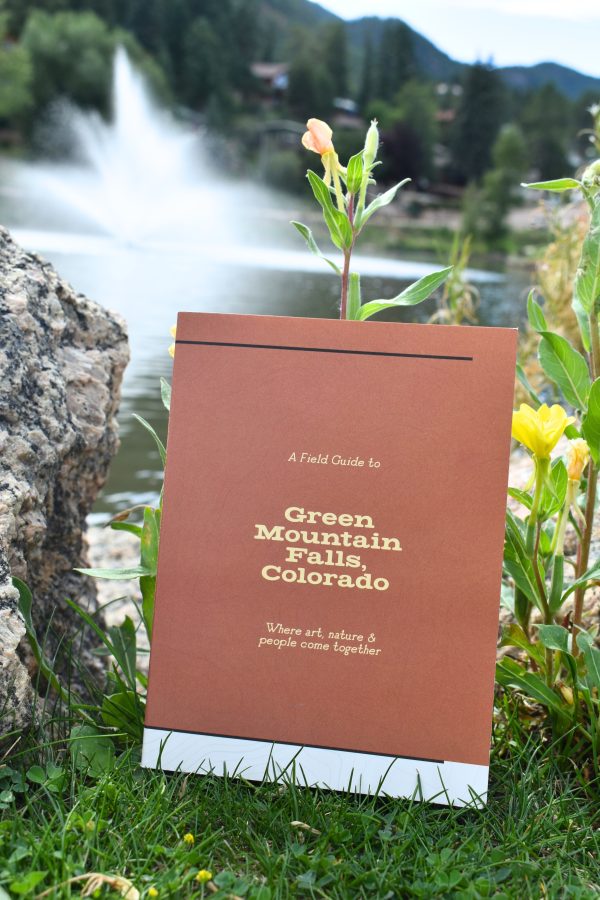 A Field Guide to
Green
Mountain
Falls,
Colorado
Where art, nature &
people come together